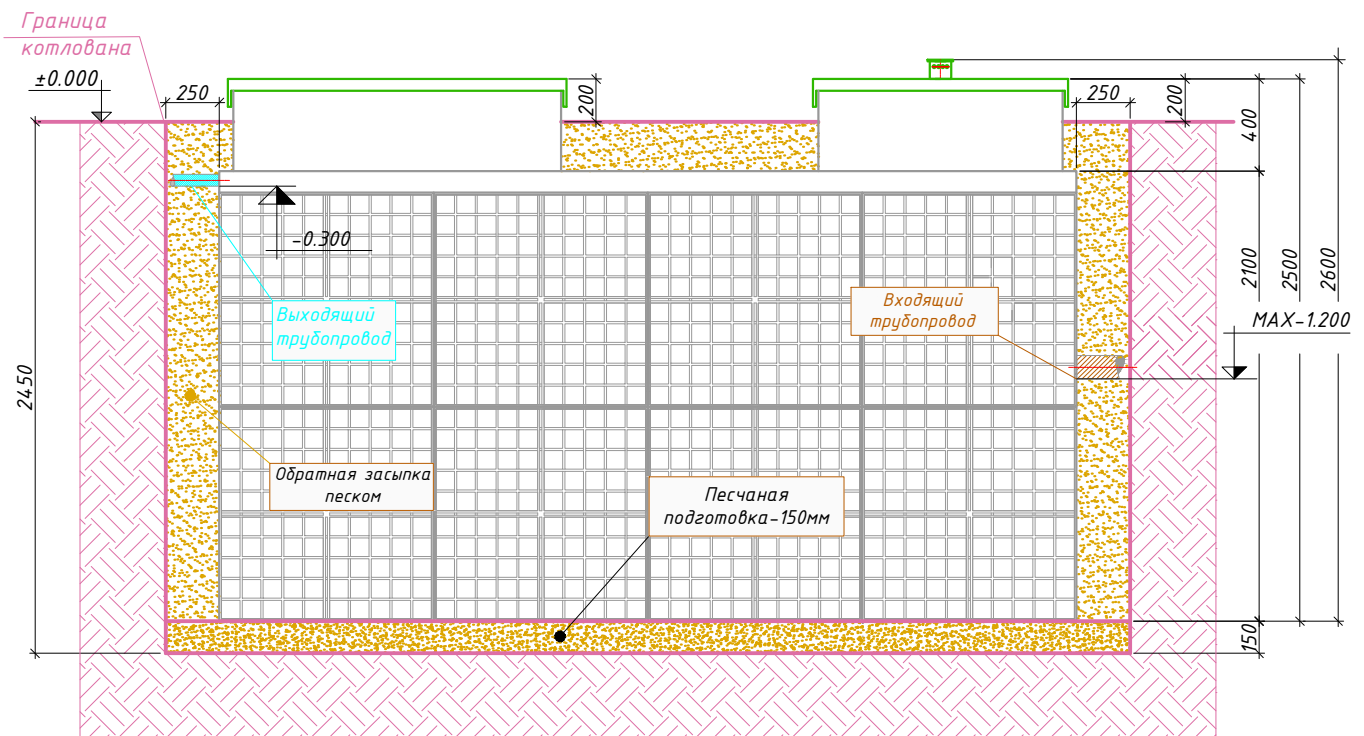 Граница
котлована
±0.000
250
200
250
200
400
2100
2500
2600
-0.300
Выходящий
трубопровод
Входящий
трубопровод
MAX-1.200
2450
Обратная засыпка
песком
Песчаная
подготовка-150мм
150